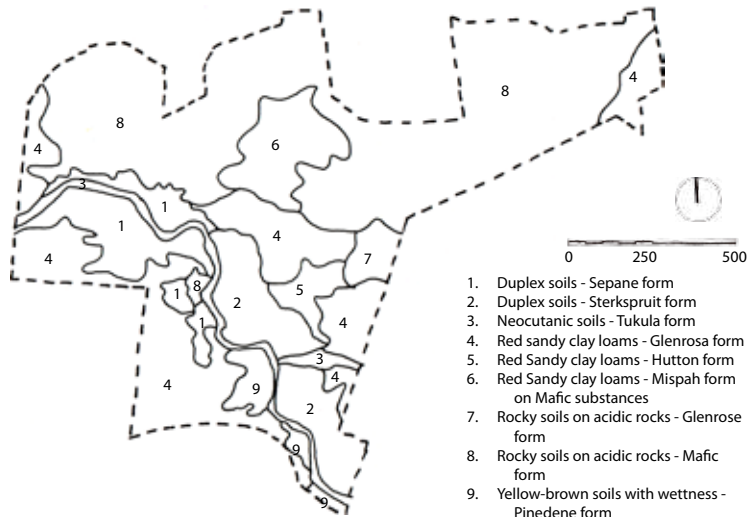 8
4
8
4
6
3
1
1
4
4
7
8
1
5
2
1
4
3
4
4
9
2
9
9
0 250 500
1. Duplex soils - Sepane form
2. Duplex soils - Sterkspruit form
3. Neocutanic soils - Tukula form
4. Red sandy clay loams - Glenrosa form
5. Red Sandy clay loams - Hutton form
6. Red Sandy clay loams - Mispah form
on Mafic substances
7. Rocky soils on acidic rocks - Glenrose
form
8. Rocky soils on acidic rocks - Mafic
form
9. Yellow-brown soils with wettness -
Pinedene form